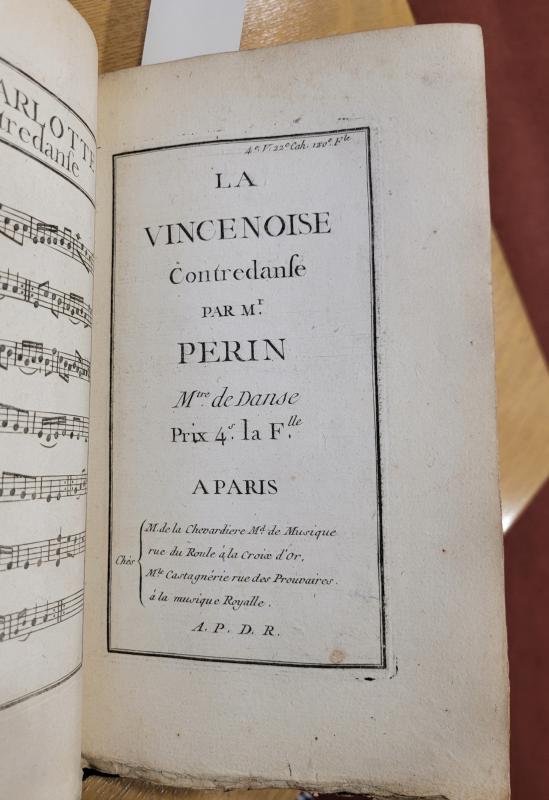 ARLOTTE
tredanſe
4.e V. 22.e Cah. 120.e F.le
LA
VINCENOISE
Contredanſe
PAR M.r
PERIN
M.tre de Danse
Prix 4.s la F.lle
A PARIS
Chés
M. de la Chevardiere M.d de Musique
rue du Roule á la Croix d'Or,
M.lle Castagnérie rue des Prouvaires.
á la musique Royalle.
A. P. D. R.